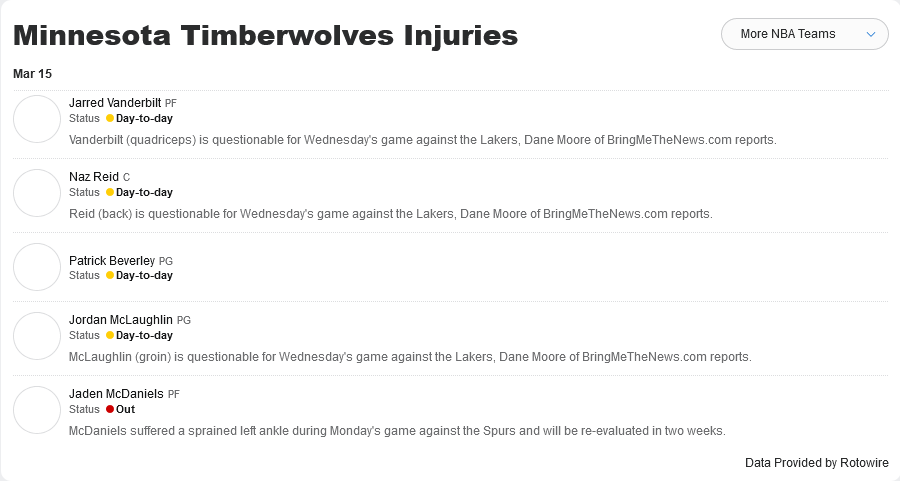 Minnesota Timberwolves Injuries
More NBA Teams
Mar 15
Jarred Vanderbilt PF
Status Day-to-day
Vanderbilt (quadriceps) is questionable for Wednesday's game against the Lakers, Dane Moore of BringMeTheNews.com reports.
Naz Reid C
Status Day-to-day
Reid (back) is questionable for Wednesday's game against the Lakers, Dane Moore of BringMeTheNews.com reports.
Patrick Beverley PG
Status Day-to-day
Jordan McLaughlin PG
Status Day-to-day
McLaughlin (groin) is questionable for Wednesday's game against the Lakers, Dane Moore of BringMeTheNews.com reports.
Jaden McDaniels PF
Status Out
McDaniels suffered a sprained left ankle during Monday's game against the Spurs and will be re-evaluated in two weeks.
Data Provided by Rotowire